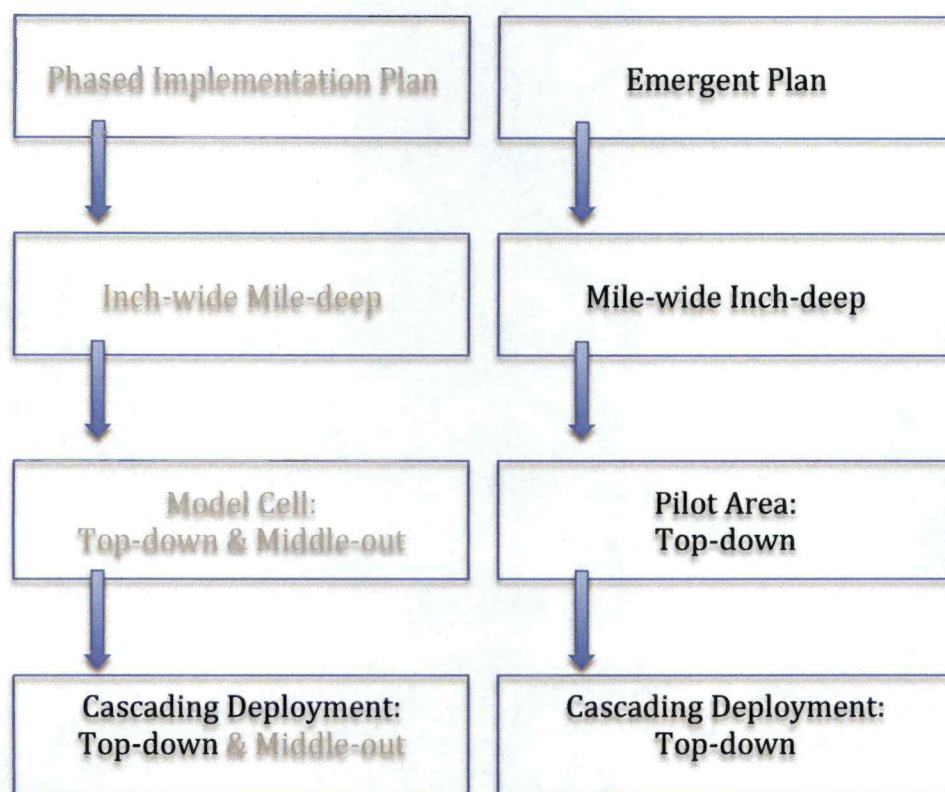 Phased Implementation Plan
Emergent Plan
Inch-wide Mile-deep
Mile-wide Inch-deep
Model Cell:
Top-down & Middle-out
Pilot Area:
Top-down
Cascading Deployment:
Top-down & Middle-out
Cascading Deployment:
Top-down